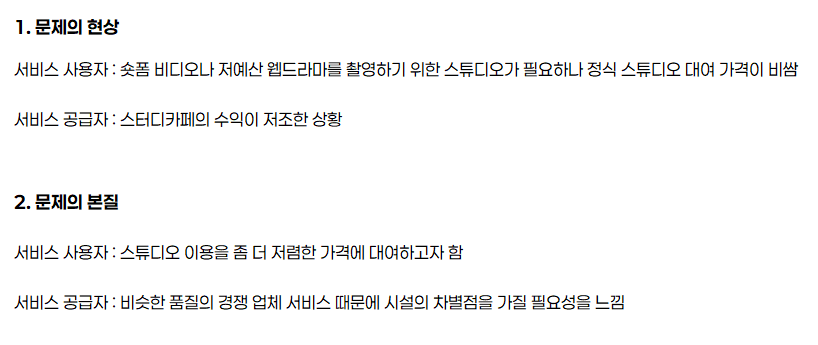 1. 문제의 현상
서비스 사용자 : 숏폼 비디오나 저예산 웹드라마를 촬영하기 위한 스튜디오가 필요하나 정식 스튜디오 대여 가격이 비쌈
서비스 공급자 : 스터디카페의 수익이 저조한 상황
2. 문제의 본질
서비스 사용자 : 스튜디오 이용을 좀 더 저렴한 가격에 대여하고자 함
서비스 공급자 : 비슷한 품질의 경쟁 업체 서비스 때문에 시설의 차별점을 가질 필요성을 느낌